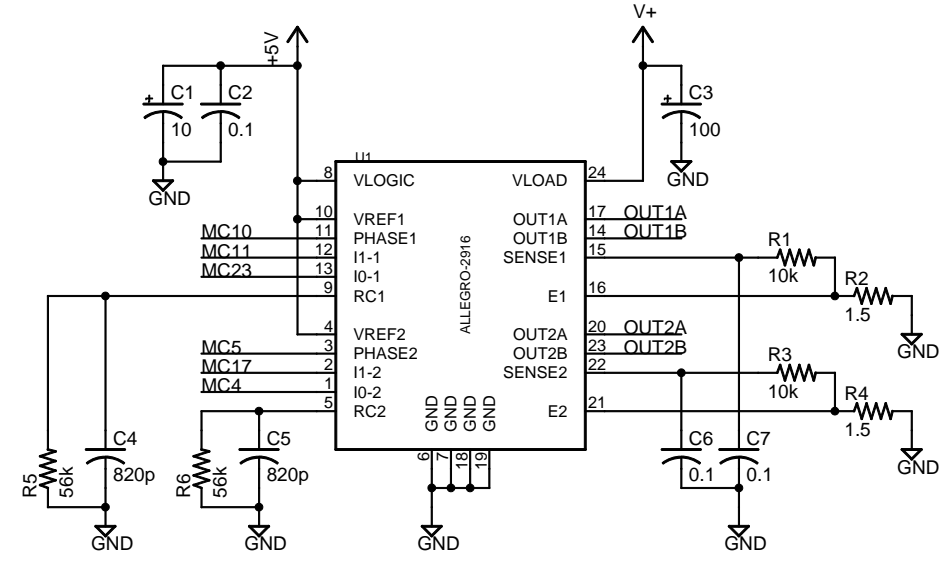 V+
+5V
C1
C2
C3
10
0.1
100
GND
GND
U1
8
VLOGIC
VLOAD
24
10
VREF1
OUT1A
17
OUT1A
MC10
11
PHASE1
OUT1B
14
OUT1B
MC11
12
I1-1
SENSE1
15
R1
MC23
13
I0-1
10k
9
RC1
E1
16
R2
1.5
ALLEGRO-2916
4
VREF2
OUT2A
20
OUT2A
MC5
3
PHASE2
OUT2B
23
OUT2B
GND
MC17
2
I1-2
SENSE2
22
R3
MC4
1
I0-2
10k
5
RC2
E2
21
R4
1.5
GND
GND
GND
GND
6
7
18
19
R5
56k
C4
820p
R6
56k
C5
820p
C6
0.1
C7
0.1
GND
GND
GND
GND
GND